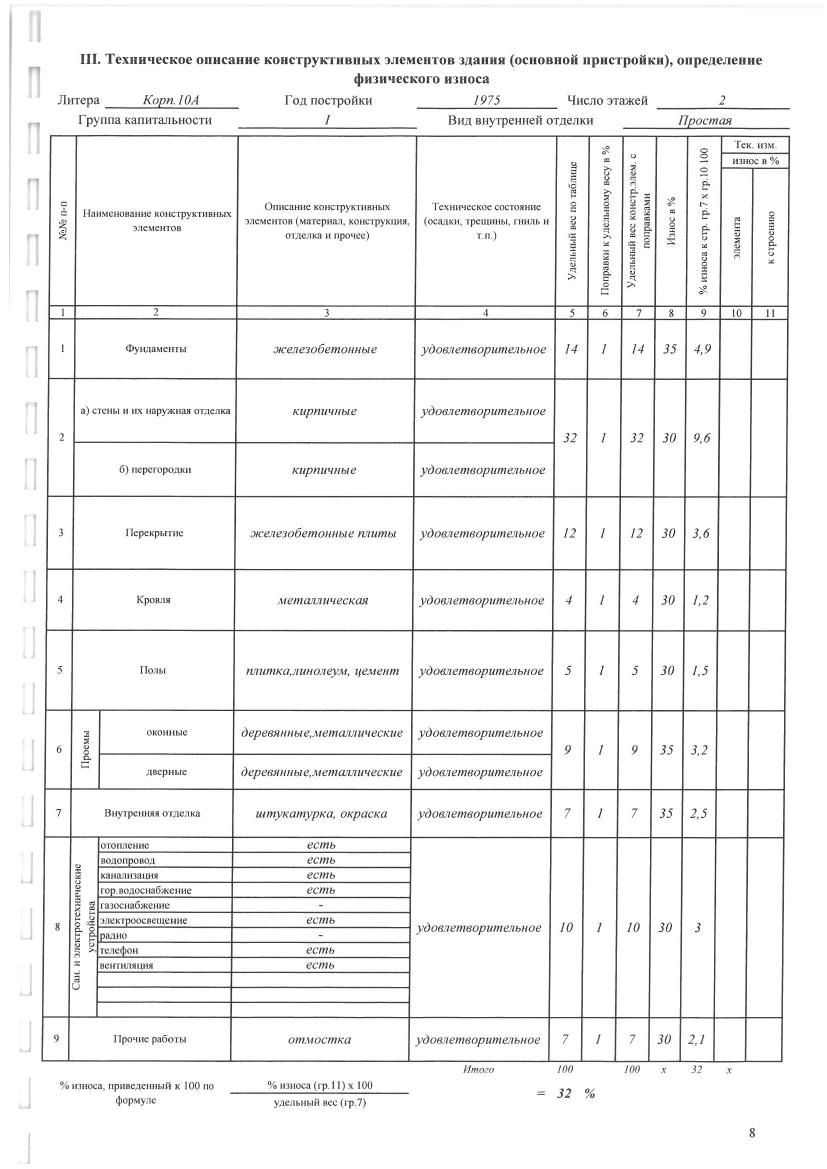 III. Техническое описание конструктивных элементов здания (основной пристройки), определение
физического износа
Литера Корп.10А Год постройки 1975 Число этажей 2
Группа капитальности I Вид внутренней отделки Простая
№№ п-п
Наименование конструктивных
элементов
Описание конструктивных
элементов (материал, конструкция,
отделка и прочее)
Техническое состояние
(осадки, трещины, гниль и
т.п.)
Удельный вес по таблице
Поправки к удельному весу в %
Удельный вес констр.элем. с
поправками
Износ в %
% износа к стр. гр.7 х гр.10 100
Тек. изм.
износ в %
элемента
к строению
1 2 3 4 5 6 7 8 9 10 11
1 Фундаменты железобетонные удовлетворительное 14 1 14 35 4,9
2
а) стены и их наружная отделка кирпичные удовлетворительное
32 1 32 30 9,6
б) перегородки кирпичные удовлетворительное
3 Перекрытие железобетонные плиты удовлетворительное 12 1 12 30 3,6
4 Кровля металлическая удовлетворительное 4 1 4 30 1,2
5 Полы плитка,линолеум, цемент удовлетворительное 5 1 5 30 1,5
6 Проемы
оконные деревянные,металлические удовлетворительное
9 1 9 35 3,2
дверные деревянные,металлические удовлетворительное
7 Внутренняя отделка штукатурка, окраска удовлетворительное 7 1 7 35 2,5
8
Сан. и электротехнические
устройства
отопление есть
водопровод есть
канализация есть
гор.водоснабжение есть
газоснабжение -
электроосвещение есть
удовлетворительное 10 1 10 30 3
радио -
телефон есть
вентиляция есть
9 Прочие работы отмостка удовлетворительное 7 1 7 30 2,1
Итого 100 100 х 32 х
% износа, приведенный к 100 по
формуле
% износа (гр.11) х 100
удельный вес (гр.7)
= 32 %
8